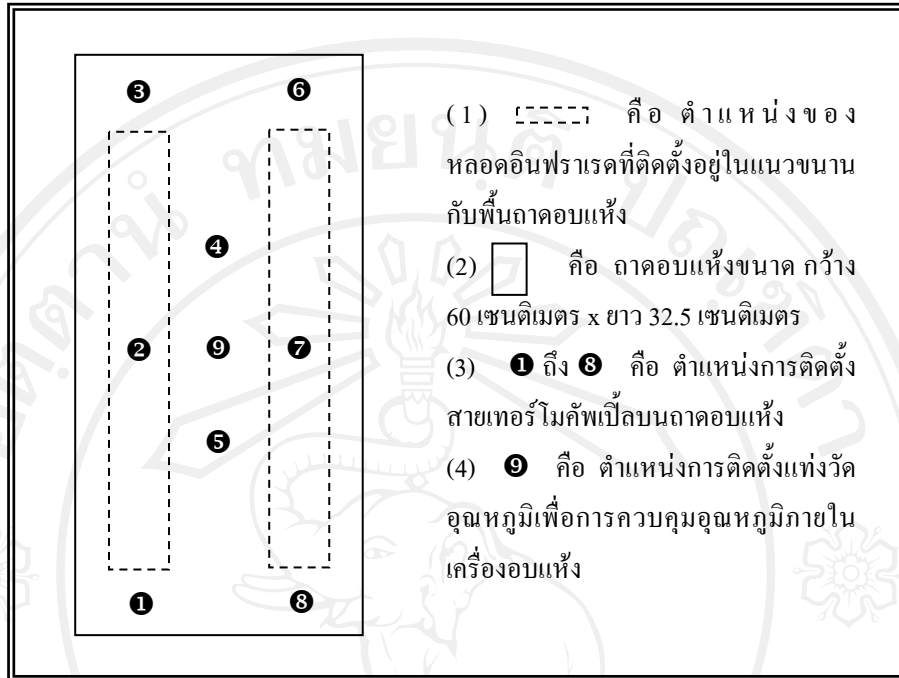 ❸ ❻
❹
❷ ❾ ❼
❺
❶ ❽
(1) คือ ตำแหน่งของ
หลอดอินฟราเรดที่ติดตั้งอยู่ในแนวขนาน
กับพื้นถาดอบแห้ง
(2) คือ ถาดอบแห้งขนาด กว้าง
60 เซนติเมตร x ยาว 32.5 เซนติเมตร
(3) ❶ ถึง ❽ คือ ตำแหน่งการติดตั้ง
สายเทอร์โมคัพเปิ้ลบนถาดอบแห้ง
(4) ❾ คือ ตำแหน่งการติดตั้งแท่งวัด
อุณหภูมิเพื่อการควบคุมอุณหภูมิภายใน
เครื่องอบแห้ง